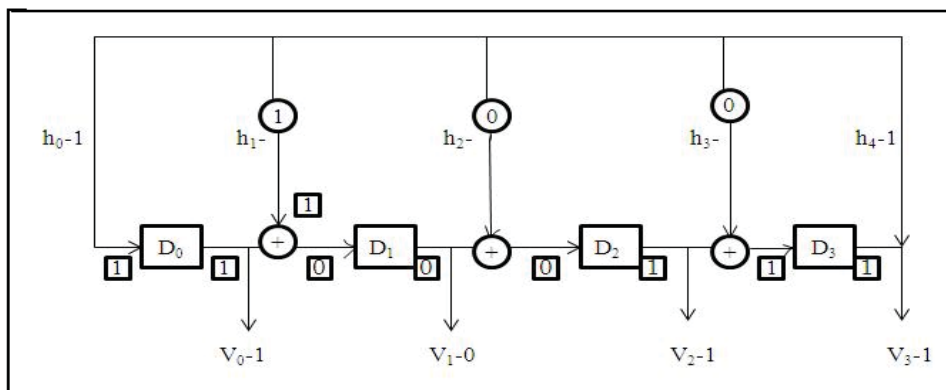 1 0 0
h₀-1 h₁- h₂- h₃- h₄-1
1
D₀ + D₁ + D₂ + D₃
1 1 0 0 0 1 1 1
V₀-1 V₁-0 V₂-1 V₃-1